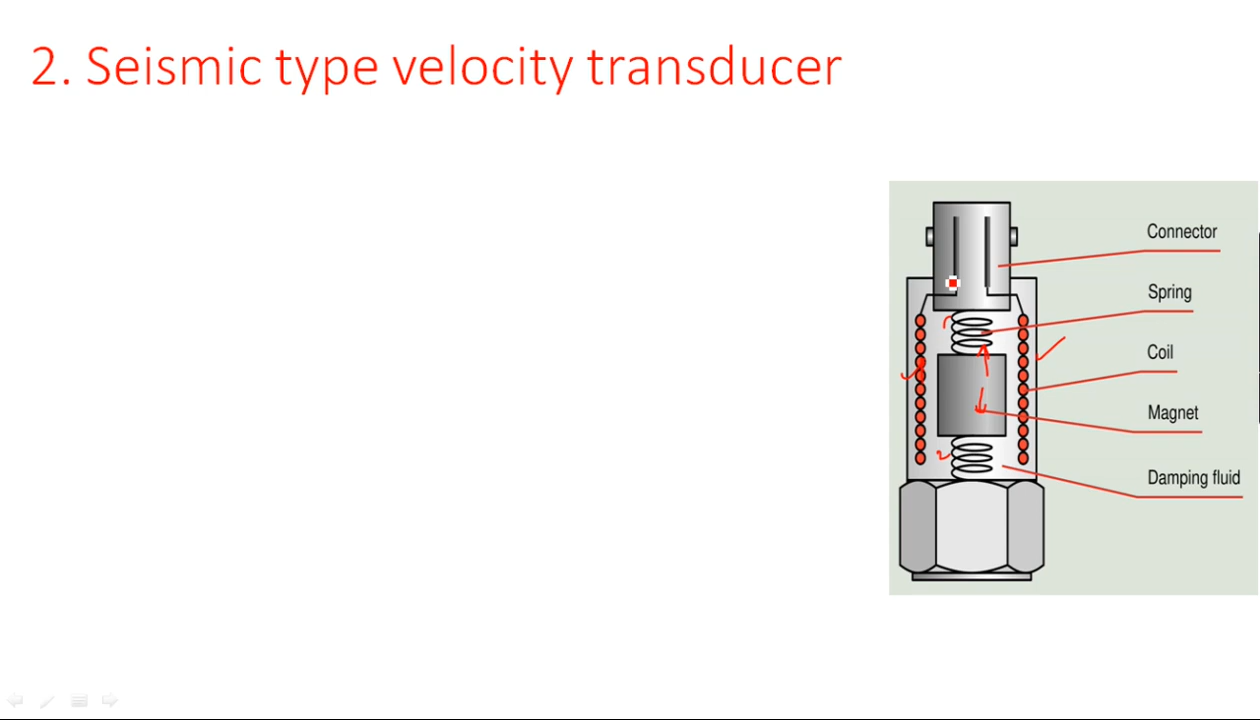 2. Seismic type velocity transducer
Connector
Spring
Coil
Magnet
Damping fluid